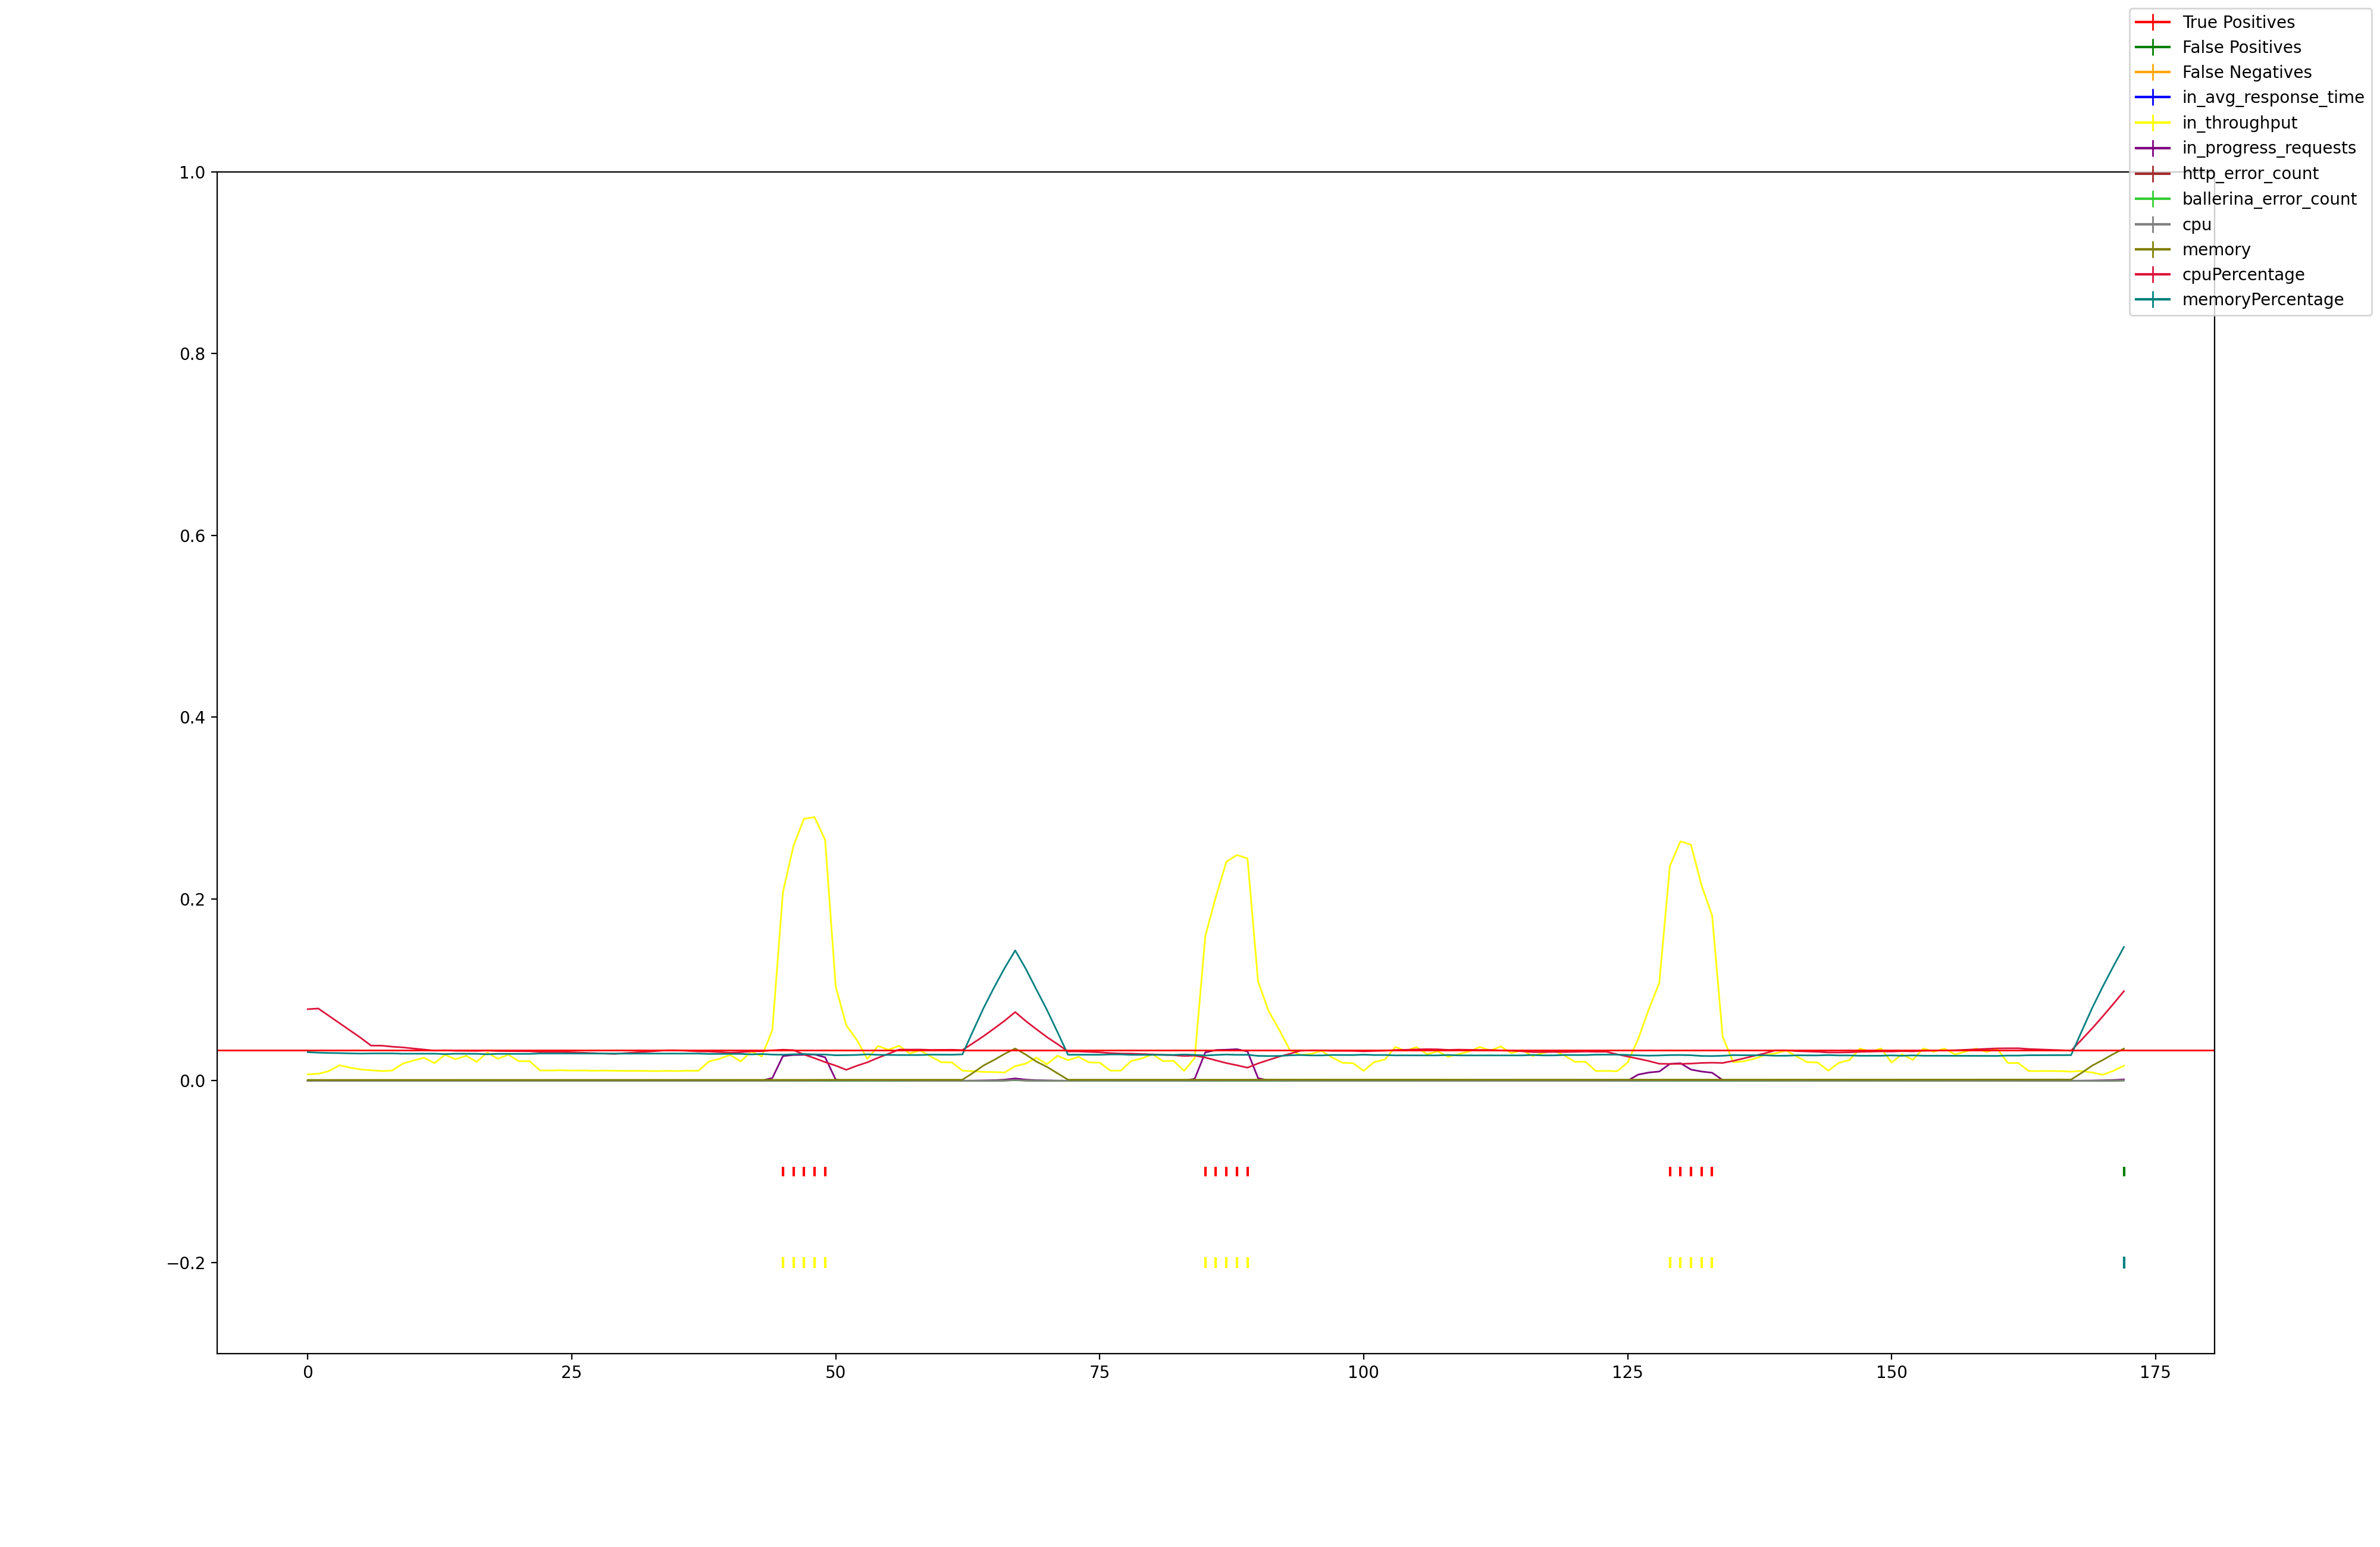 True Positives
False Positives
False Negatives
in_avg_response_time
in_throughput
in_progress_requests
http_error_count
ballerina_error_count
cpu
memory
cpuPercentage
memoryPercentage
1.0
0.8
0.6
0.4
0.2
0.0
−0.2
0 25 50 75 100 125 150 175